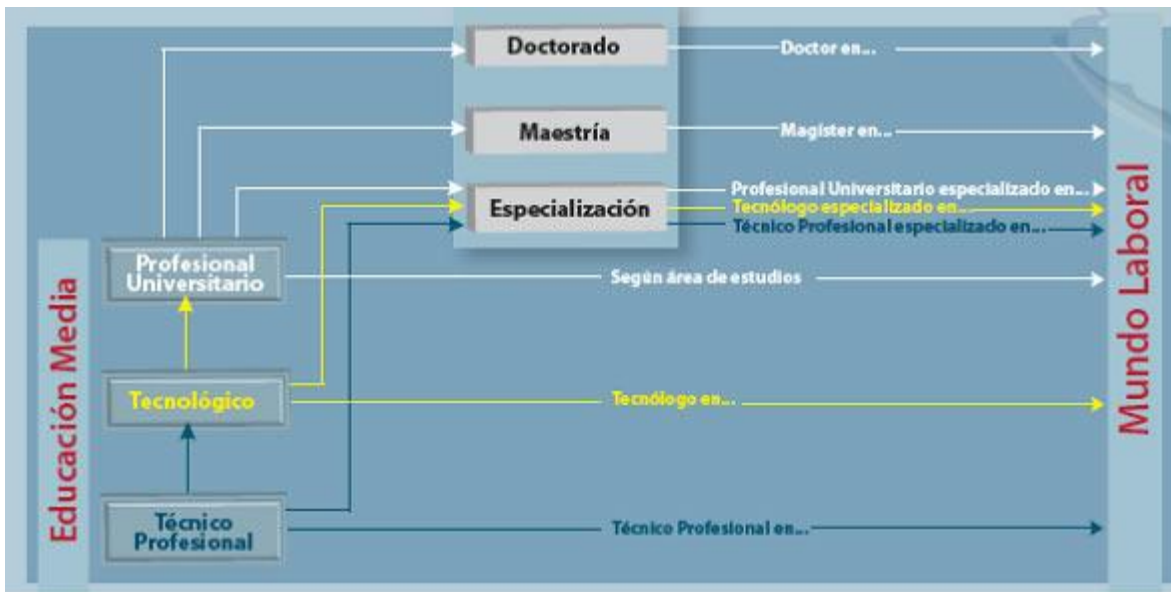 Doctorado
Doctor en...
Maestría
Magíster en...
Especialización
Profesional Universitario especializado en...
Tecnólogo especializado en...
Técnico Profesional especializado en...
Profesional
Universitario
Según área de estudios
Tecnológico
Tecnólogo en...
Técnico
Profesional
Técnico Profesional en...
Educación Media
Mundo Laboral